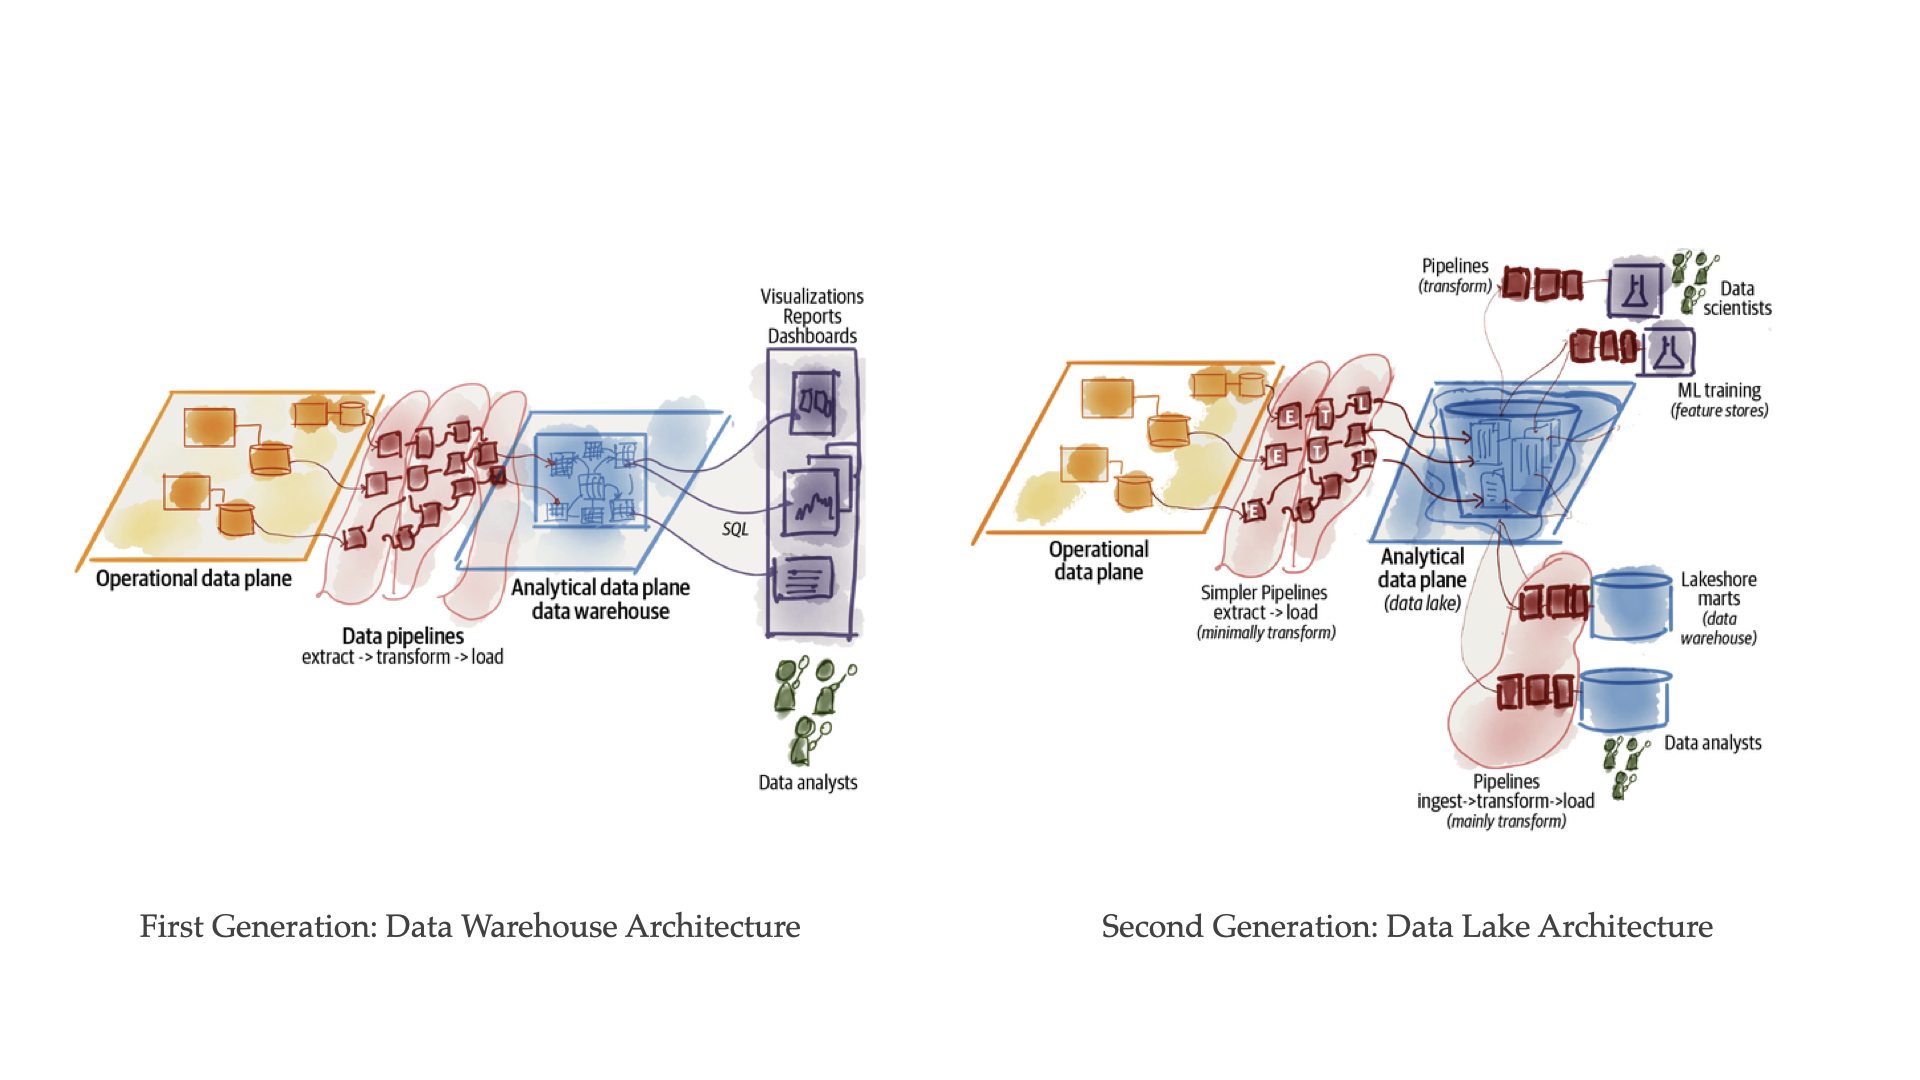 Visualizations
Reports
Dashboards
SQL
Operational data plane
Analytical data plane
data warehouse
Data pipelines
extract -> transform -> load
Data analysts
First Generation: Data Warehouse Architecture
Pipelines
(transform)
Data
scientists
ML training
(feature stores)
E T L
E T L
E
Operational
data plane
Simpler Pipelines
extract -> load
(minimally transform)
Analytical
data plane
(data lake)
Lakeshore
marts
(data
warehouse)
Data analysts
Pipelines
ingest->transform->load
(mainly transform)
Second Generation: Data Lake Architecture